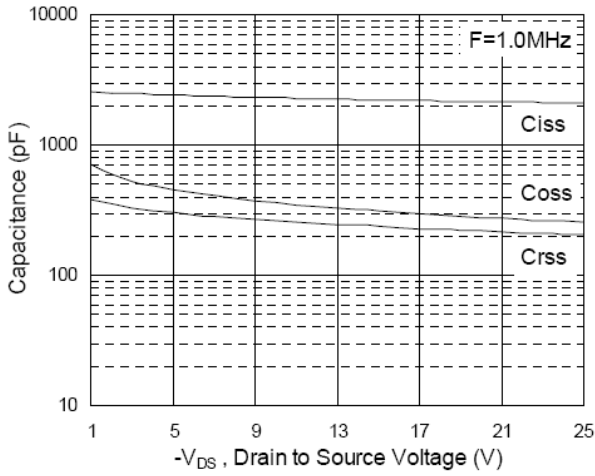 10000
F=1.0MHz
Ciss
1000
Coss
Crss
100
10
1 5 9 13 17 21 25
Capacitance (pF)
-VDS , Drain to Source Voltage (V)